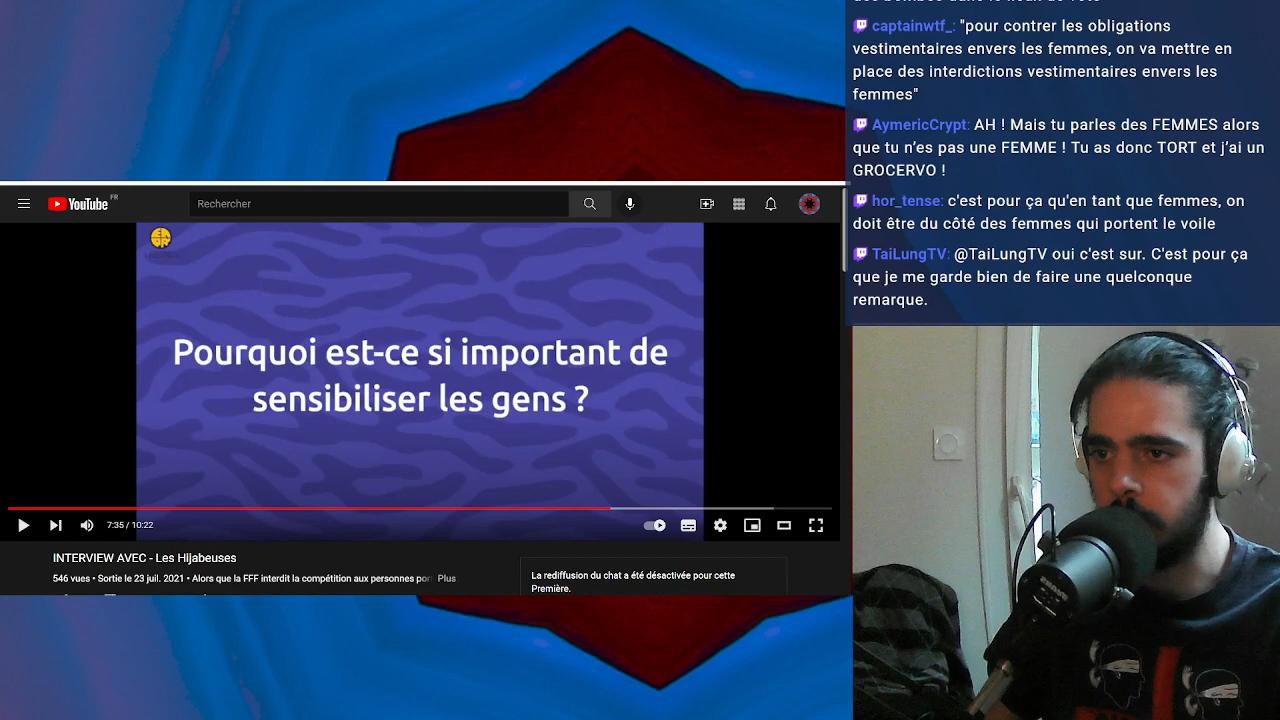 YouTube FR
Rechercher
Pourquoi est-ce si important de
sensibiliser les gens ?
7:35 / 10:22
INTERVIEW AVEC - Les Hijabeuses
546 vues • Sortie le 23 juil. 2021 • Alors que la FFF interdit la compétition aux personnes por Plus
La rediffusion du chat a été désactivée pour cette
Première.
captainwtf_: "pour contrer les obligations
vestimentaires envers les femmes, on va mettre en
place des interdictions vestimentaires envers les
femmes"
AymericCrypt: AH ! Mais tu parles des FEMMES alors
que tu n'es pas une FEMME ! Tu as donc TORT et j'ai un
GROCERVO !
hor_tense: c'est pour ça qu'en tant que femmes, on
doit être du côté des femmes qui portent le voile
TaiLungTV: @TaiLungTV oui c'est sur. C'est pour ça
que je me garde bien de faire une quelconque
remarque.